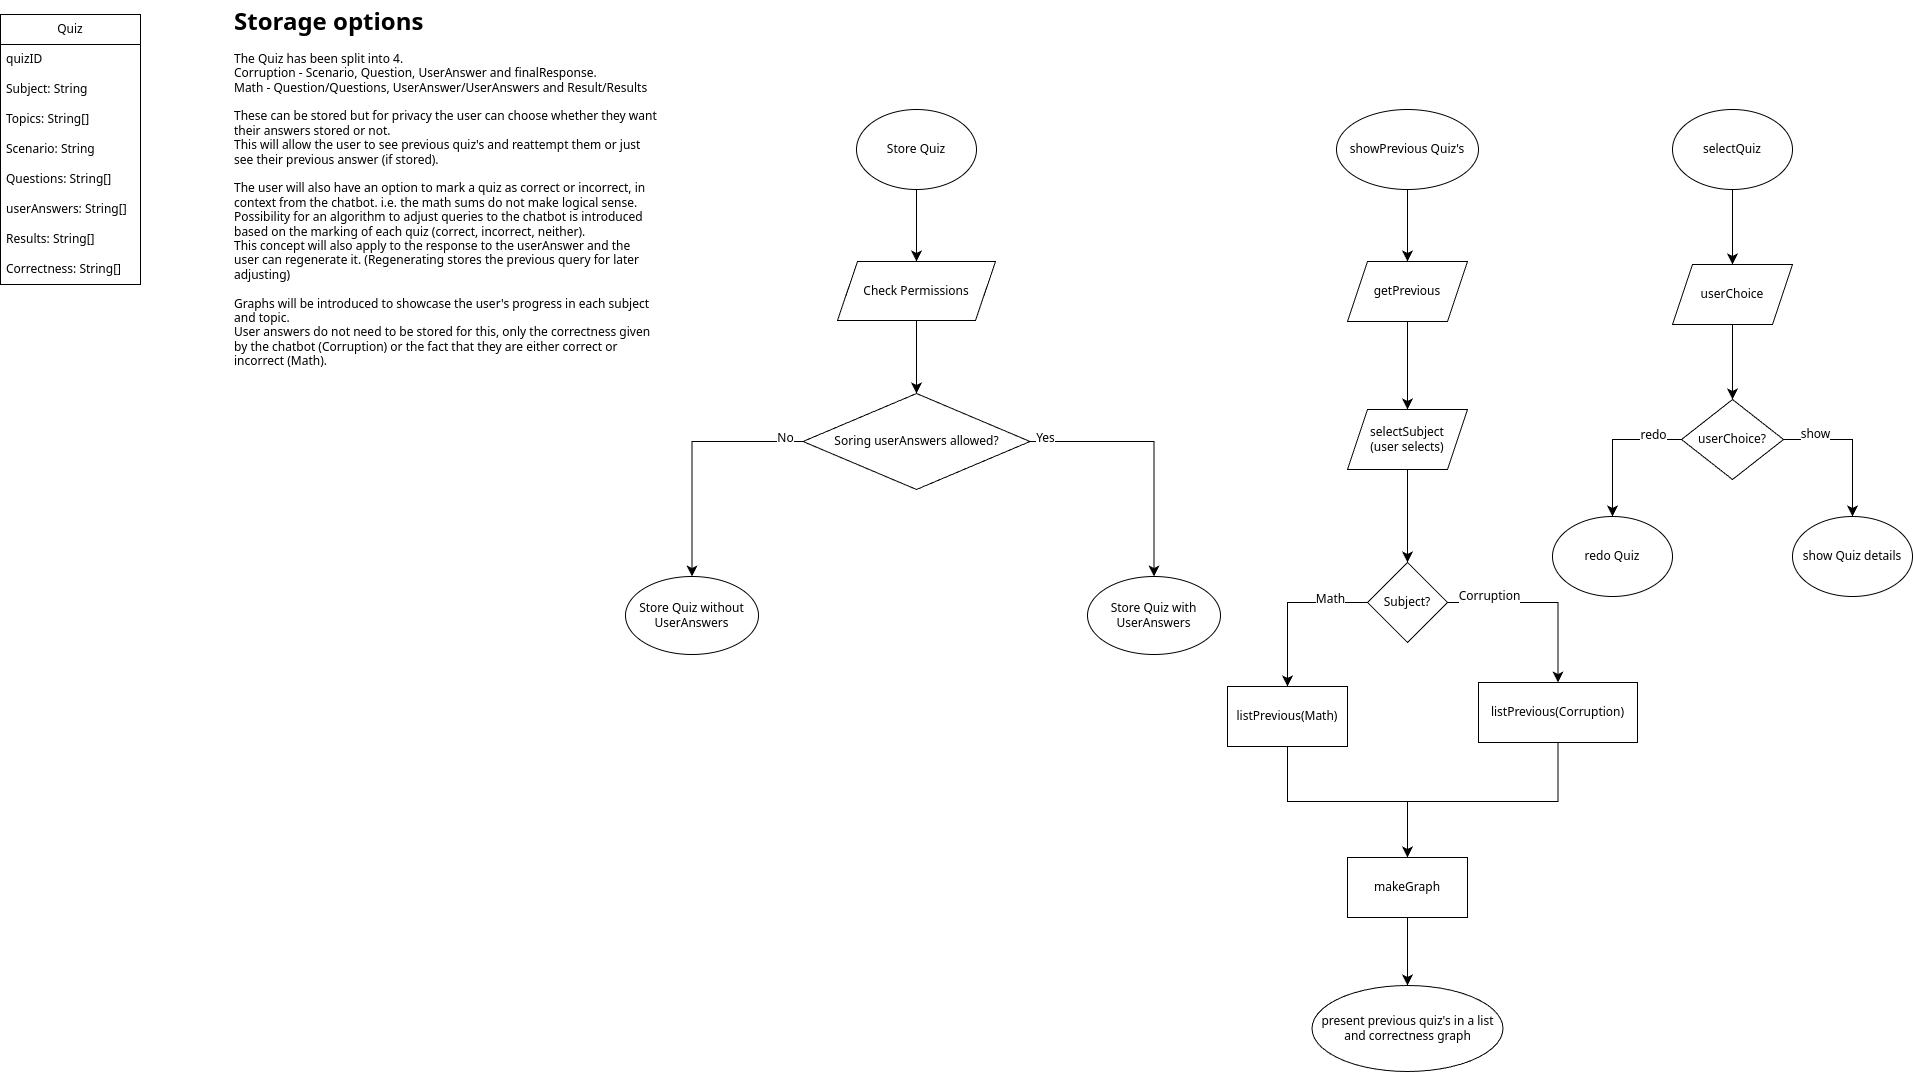 Quiz
quizID
Subject: String
Topics: String[]
Scenario: String
Questions: String[]
userAnswers: String[]
Results: String[]
Correctness: String[]
Storage options
The Quiz has been split into 4.
Corruption - Scenario, Question, UserAnswer and finalResponse.
Math - Question/Questions, UserAnswer/UserAnswers and Result/Results
These can be stored but for privacy the user can choose whether they want
their answers stored or not.
This will allow the user to see previous quiz's and reattempt them or just
see their previous answer (if stored).
The user will also have an option to mark a quiz as correct or incorrect, in
context from the chatbot. i.e. the math sums do not make logical sense.
Possibility for an algorithm to adjust queries to the chatbot is introduced
based on the marking of each quiz (correct, incorrect, neither).
This concept will also apply to the response to the userAnswer and the
user can regenerate it. (Regenerating stores the previous query for later
adjusting)
Graphs will be introduced to showcase the user's progress in each subject
and topic.
User answers do not need to be stored for this, only the correctness given
by the chatbot (Corruption) or the fact that they are either correct or
incorrect (Math).
Store Quiz
Check Permissions
Soring userAnswers allowed?
No
Yes
Store Quiz without
UserAnswers
Store Quiz with
UserAnswers
showPrevious Quiz's
getPrevious
selectSubject
(user selects)
Subject?
Math
Corruption
listPrevious(Math)
listPrevious(Corruption)
makeGraph
present previous quiz's in a list
and correctness graph
selectQuiz
userChoice
userChoice?
redo
show
redo Quiz
show Quiz details